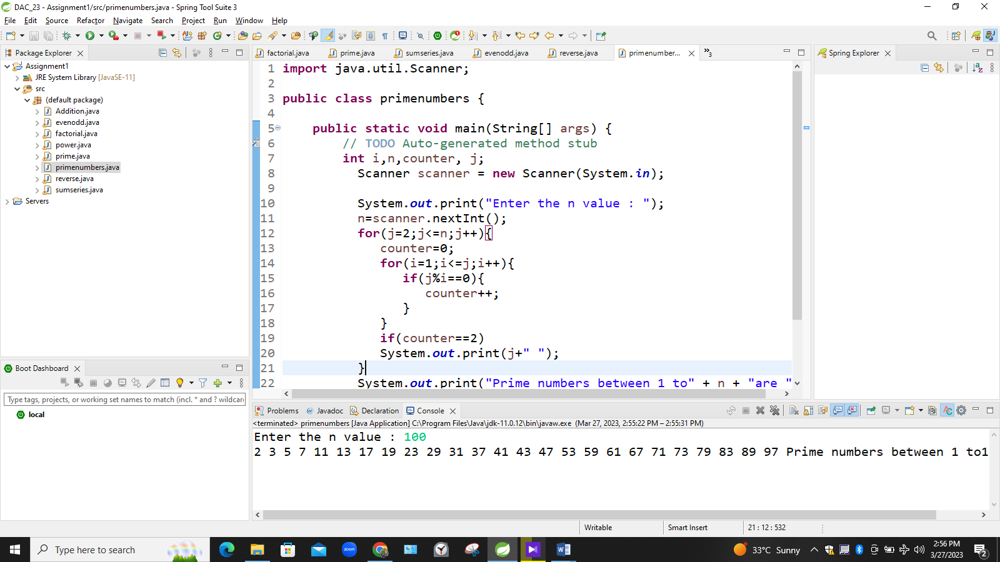 DAC_23 - Assignment1/src/primenumbers.java - Spring Tool Suite 3
File Edit Source Refactor Navigate Search Project Run Window Help
Package Explorer
Assignment1
JRE System Library [JavaSE-11]
src
(default package)
Addition.java
evenodd.java
factorial.java
power.java
prime.java
primenumbers.java
reverse.java
sumseries.java
Servers
factorial.java prime.java sumseries.java evenodd.java reverse.java primenumber... »3
1 import java.util.Scanner;
2
3 public class primenumbers {
4
5 public static void main(String[] args) {
6 // TODO Auto-generated method stub
7 int i,n,counter, j;
8 Scanner scanner = new Scanner(System.in);
9
10 System.out.print("Enter the n value : ");
11 n=scanner.nextInt();
12 for(j=2;j<=n;j++){
13 counter=0;
14 for(i=1;i<=j;i++){
15 if(j%i==0){
16 counter++;
17 }
18 }
19 if(counter==2)
20 System.out.print(j+" ");
21 }
22 System.out.print("Prime numbers between 1 to" + n + "are "
Spring Explorer
Boot Dashboard
Type tags, projects, or working set names to match (incl. * and ? wildcar
local
Problems @ Javadoc Declaration Console
<terminated> primenumbers [Java Application] C:\Program Files\Java\jdk-11.0.12\bin\javaw.exe (Mar 27, 2023, 2:55:22 PM – 2:55:31 PM)
Enter the n value : 100
2 3 5 7 11 13 17 19 23 29 31 37 41 43 47 53 59 61 67 71 73 79 83 89 97 Prime numbers between 1 to1
Writable Smart Insert 21 : 12 : 532
Type here to search
zoom
33°C Sunny
2:56 PM
3/27/2023
2